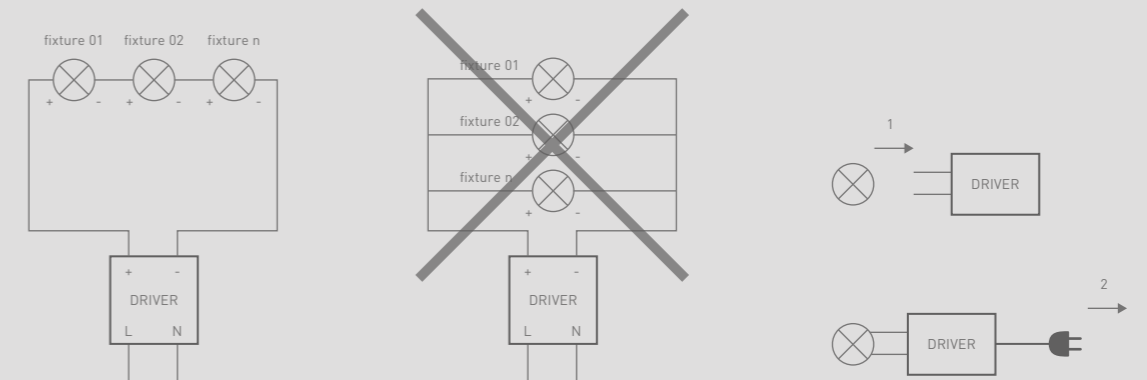 fixture 01 fixture 02 fixture n
+ - + - + -
+ -
DRIVER
L N
fixture 01
+ -
fixture 02
+ -
fixture n
+ -
+ -
DRIVER
L N
1
DRIVER
2
DRIVER